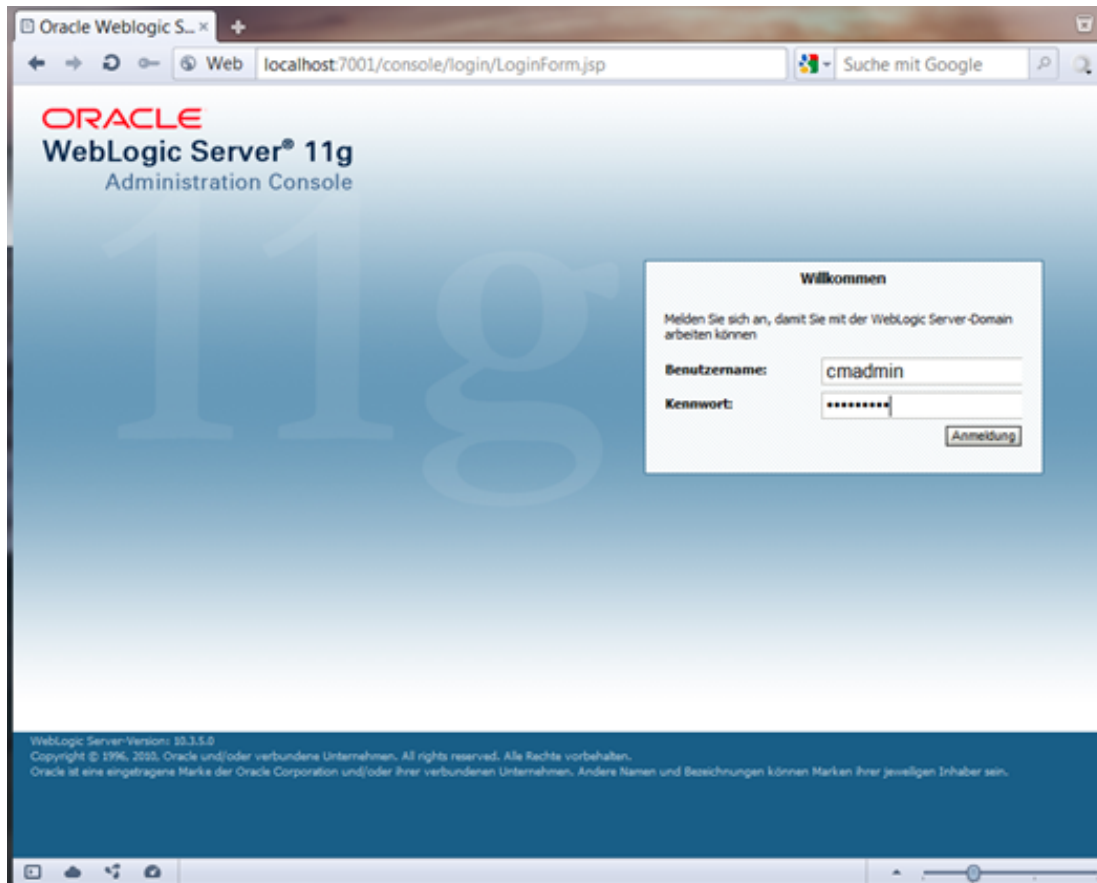 Oracle Weblogic S...
Web
localhost:7001/console/login/LoginForm.jsp
Suche mit Google
ORACLE
WebLogic Server® 11g
Administration Console
11g
Willkommen
Melden Sie sich an, damit Sie mit der WebLogic Server-Domain
arbeiten können
Benutzername:
cmadmin
Kennwort:
•••••••••
Anmeldung
WebLogic Server-Version: 10.3.5.0
Copyright © 1996, 2010, Oracle und/oder verbundene Unternehmen. All rights reserved. Alle Rechte vorbehalten.
Oracle ist eine eingetragene Marke der Oracle Corporation und/oder ihrer verbundenen Unternehmen. Andere Namen und Bezeichnungen können Marken ihrer jeweiligen Inhaber sein.